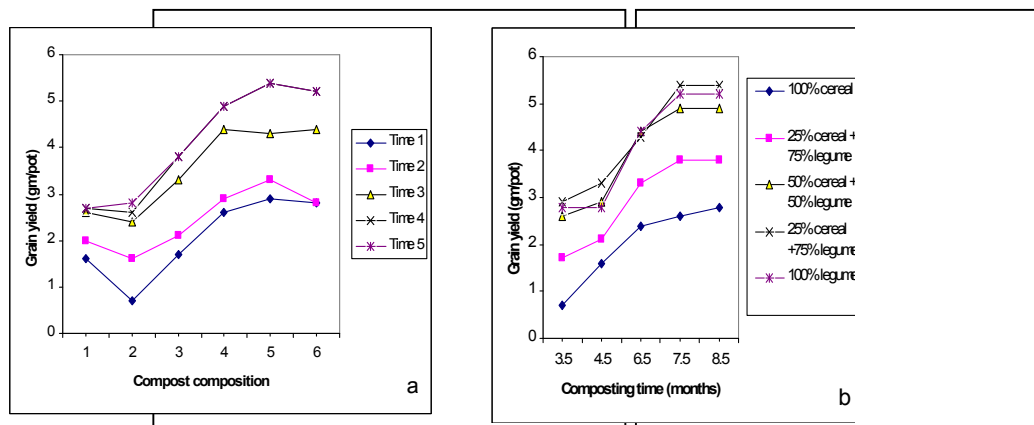 6
5
4
3
2
1
0
Grain yield (gm/pot)
1 2 3 4 5 6
Compost composition
Time 1
Time 2
Time 3
Time 4
Time 5
a
6
5
4
3
2
1
0
Grain yield (gm/pot)
3.5 4.5 6.5 7.5 8.5
Composting time (months)
100% cereal
25% cereal +
75% legume
50% cereal +
50% legume
25% cereal
+75% legume
100% legume
b